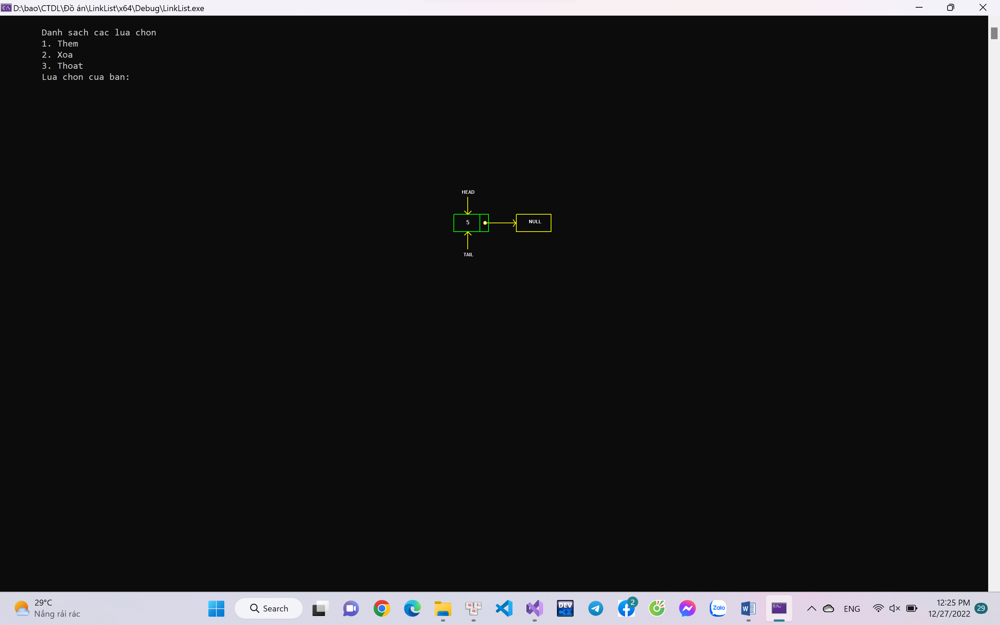 D:\bao\CTDL\Đồ án\LinkList\x64\Debug\LinkList.exe
Danh sach cac lua chon
1. Them
2. Xoa
3. Thoat
Lua chon cua ban:
HEAD
5
NULL
TAIL
29°C
Nắng rải rác
Search
u i n
DEV
C++
2
Zalo
W
C:\_
ENG
12:25 PM
12/27/2022
29